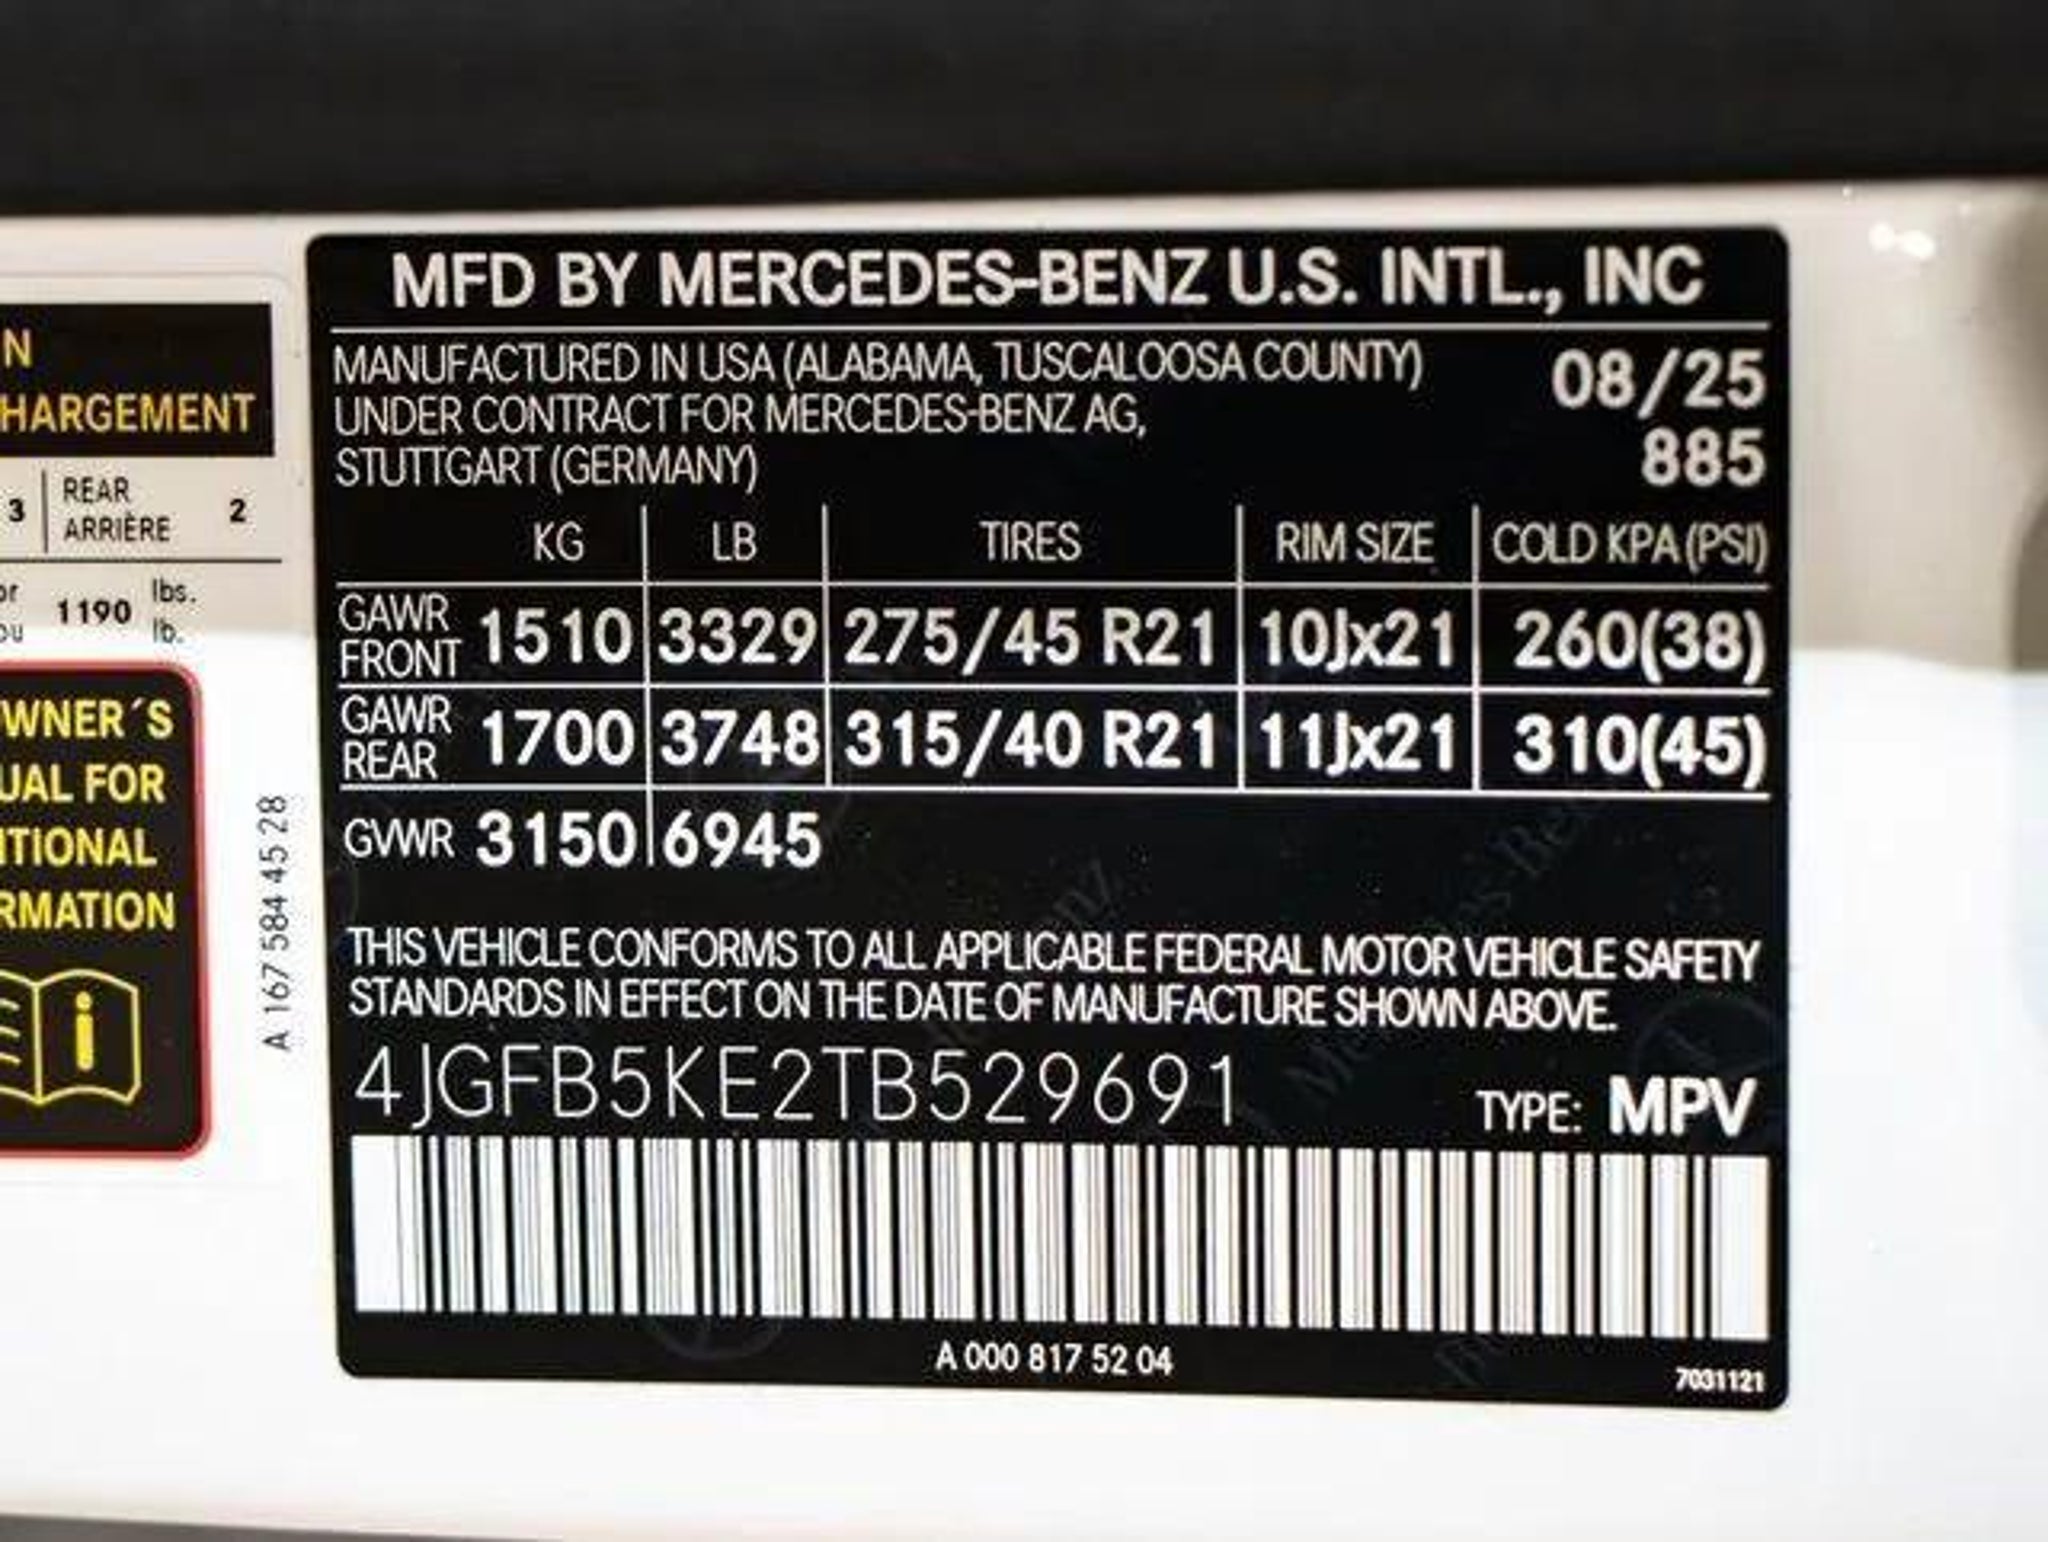 N
HARGEMENT
3
REAR
ARRIÈRE
2
or
ou
1190
lbs.
lb.
WNER´S
UAL FOR
ITIONAL
RMATION
i
A 167 584 45 28
MFD BY MERCEDES-BENZ U.S. INTL., INC
MANUFACTURED IN USA (ALABAMA, TUSCALOOSA COUNTY) 08/25
UNDER CONTRACT FOR MERCEDES-BENZ AG,
STUTTGART (GERMANY) 885
KG LB TIRES RIM SIZE COLD KPA (PSI)
GAWR FRONT 1510 3329 275/45 R21 10Jx21 260(38)
GAWR REAR 1700 3748 315/40 R21 11Jx21 310(45)
GVWR 3150 6945
THIS VEHICLE CONFORMS TO ALL APPLICABLE FEDERAL MOTOR VEHICLE SAFETY
STANDARDS IN EFFECT ON THE DATE OF MANUFACTURE SHOWN ABOVE.
4JGFB5KE2TB529691 TYPE: MPV
A 000 817 52 04
7031121